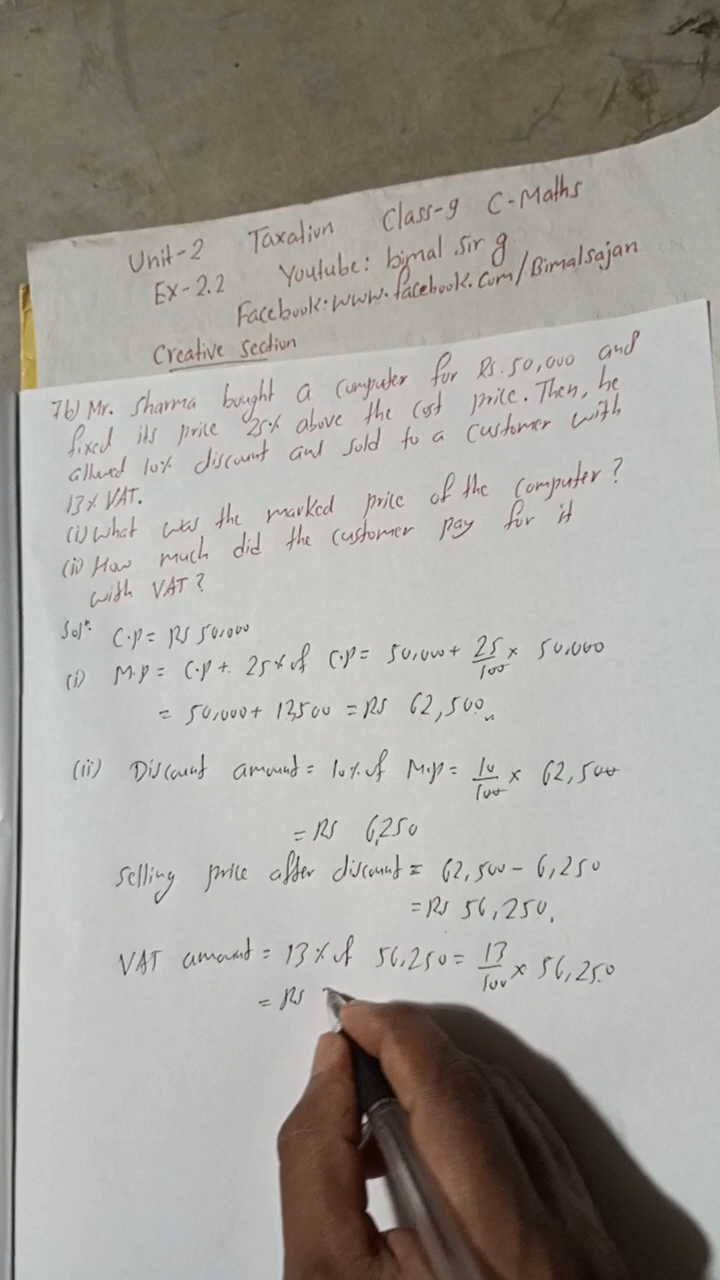 Unit-2 Taxation Class-9 C-Maths
Ex-2.2 Youtube: bimal sir g
Facebook: www.facebook.com/Bimalsajan
Creative section
7b) Mr. Sharma bought a computer for Rs. 50,000 and
fixed its price 25% above the cost price. Then, he
allowed 10% discount and sold to a customer with
13% VAT.
(i) What was the marked price of the computer?
(ii) How much did the customer pay for it
with VAT?
Solⁿ: C.P = RS 50,000
(i) M.P = C.P + 25% of C.P = 50,000 + 25/100 × 50,000
= 50,000 + 12500 = RS 62,500
(ii) Discount amount = 10% of M.P = 10/100 × 62,500
= RS 6,250
Selling price after discount = 62,500 - 6,250
= RS 56,250.
VAT amount = 13% of 56,250 = 13/100 × 56,250
= RS